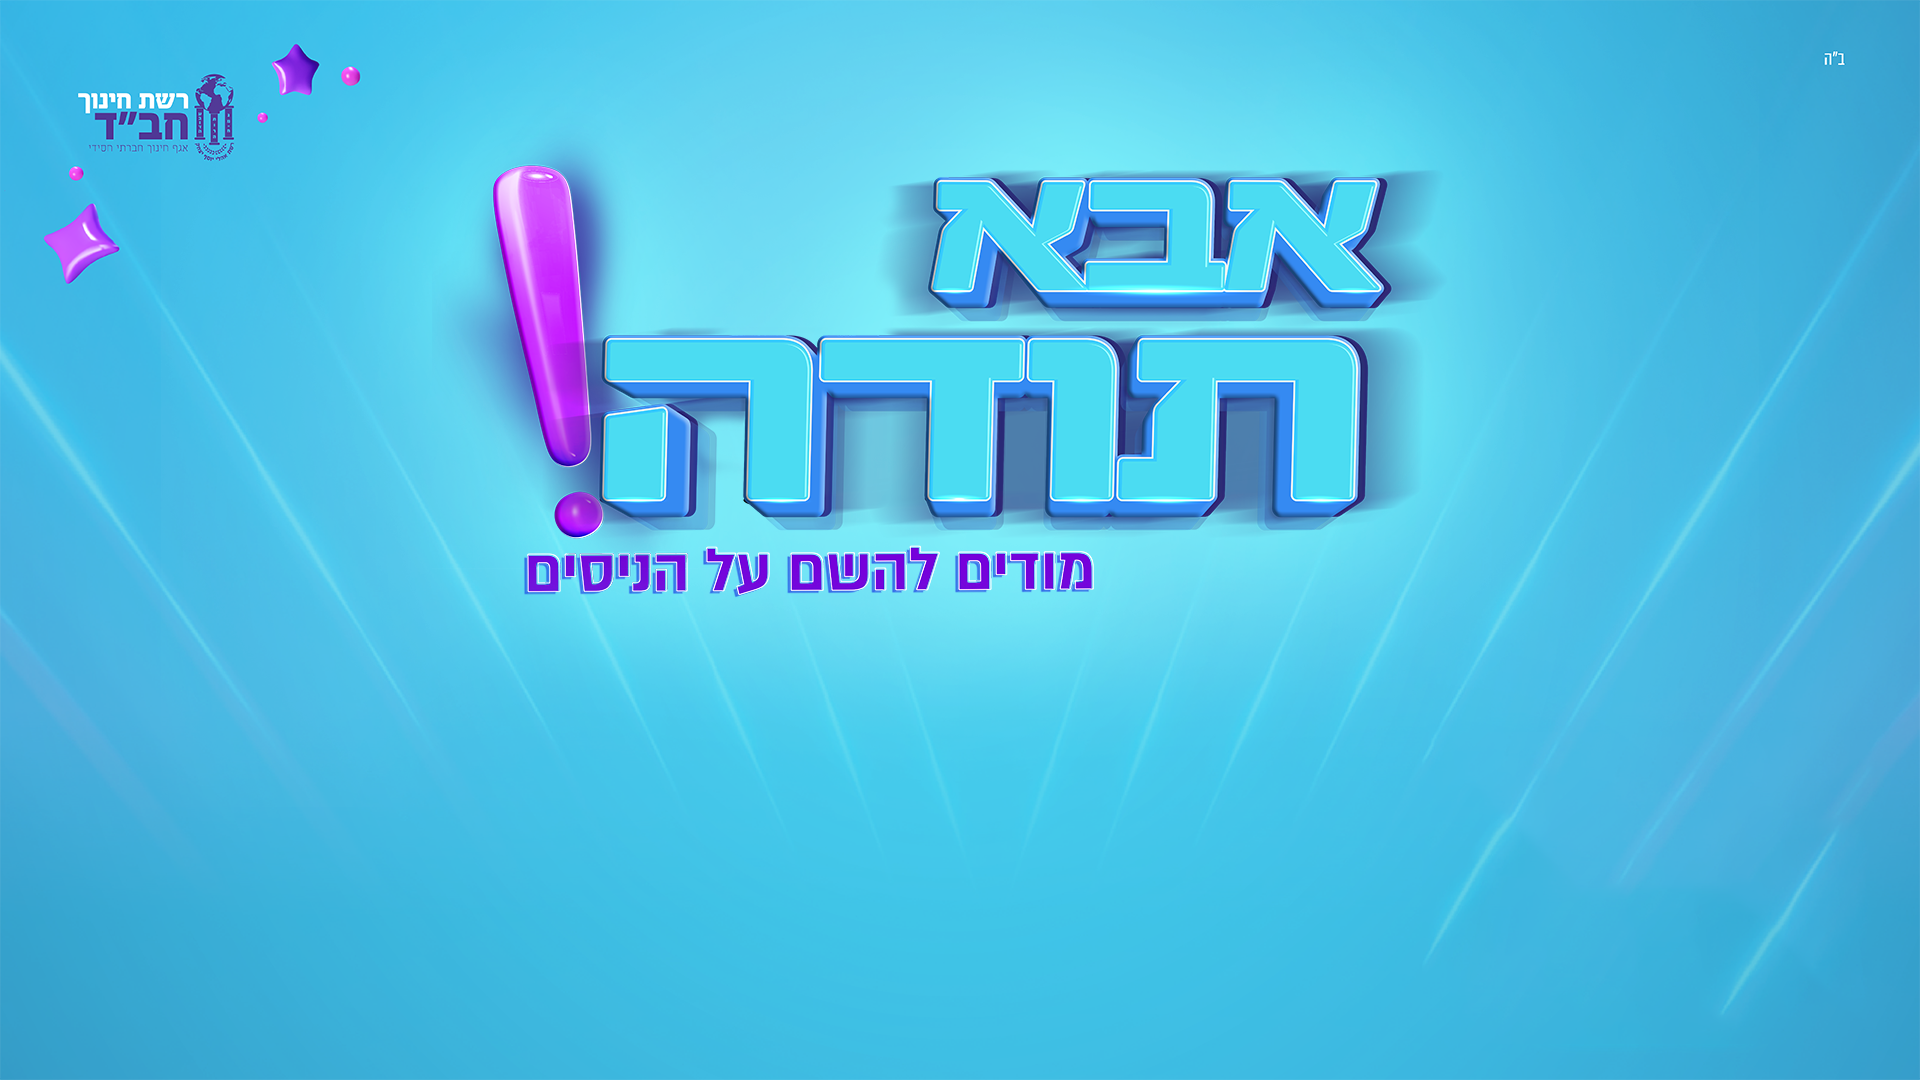 ב"ה
רשת חינוך
חב"ד
אגף חינוך חברתי חסידי
אבא
תודה!
מודים להשם על הניסים